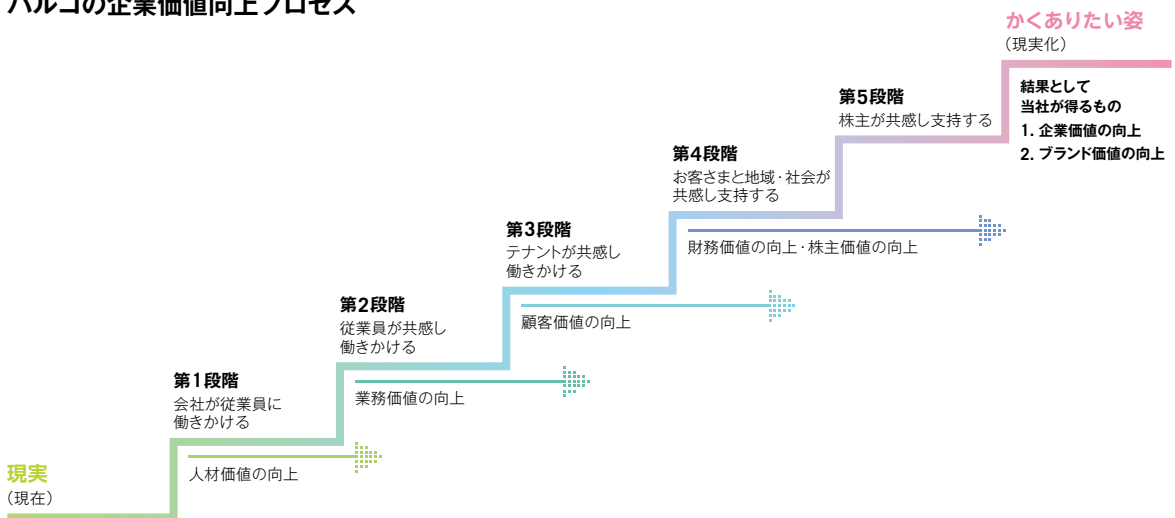 パルコの企業価値向上プロセス
かくありたい姿
（現実化）
結果として
当社が得るもの
1. 企業価値の向上
2. ブランド価値の向上
第5段階
株主が共感し支持する
第4段階
お客さまと地域・社会が
共感し支持する
財務価値の向上・株主価値の向上
第3段階
テナントが共感し
働きかける
顧客価値の向上
第2段階
従業員が共感し
働きかける
業務価値の向上
第1段階
会社が従業員に
働きかける
人材価値の向上
現実
（現在）